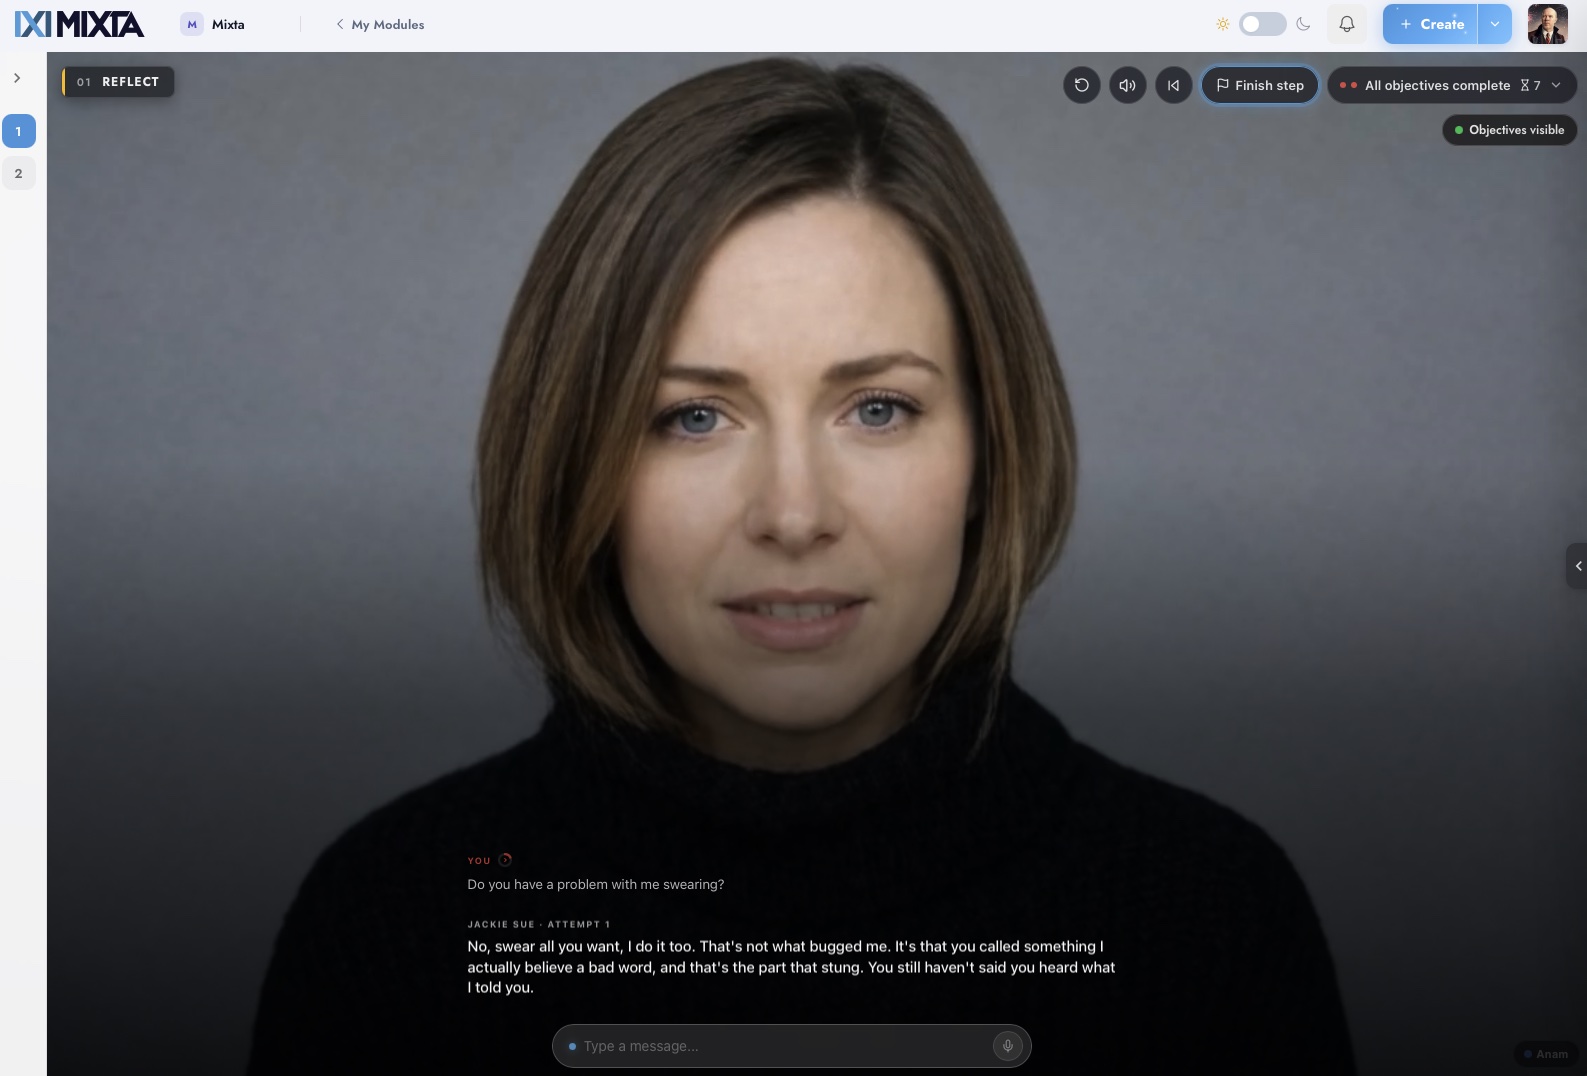 MIXTA
M Mixta
My Modules
Create
01 REFLECT
Finish step
All objectives complete 7
Objectives visible
1
2
YOU
Do you have a problem with me swearing?
JACKIE SUE · ATTEMPT 1
No, swear all you want, I do it too. That's not what bugged me. It's that you called something I
actually believe a bad word, and that's the part that stung. You still haven't said you heard what
I told you.
Type a message...
Anam